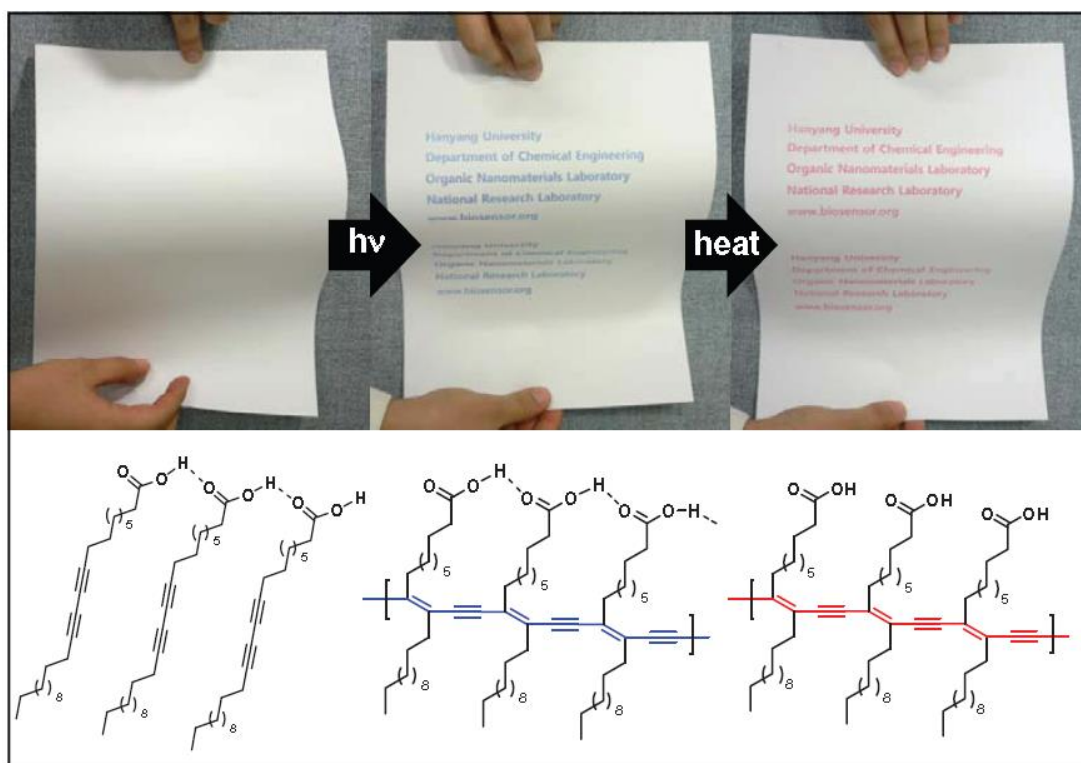 Hanyang University
Department of Chemical Engineering
Organic Nanomaterials Laboratory
National Research Laboratory
www.biosensor.org
Hanyang University
Department of Chemical Engineering
Organic Nanomaterials Laboratory
National Research Laboratory
www.biosensor.org
hν
Hanyang University
Department of Chemical Engineering
Organic Nanomaterials Laboratory
National Research Laboratory
www.biosensor.org
Hanyang University
Department of Chemical Engineering
Organic Nanomaterials Laboratory
National Research Laboratory
www.biosensor.org
heat
O O H O O H O O H
5 5 5
8 8 8
O O H O O H O O H
5 5 5
8 8 8
O OH O OH O OH
5 5 5
8 8 8